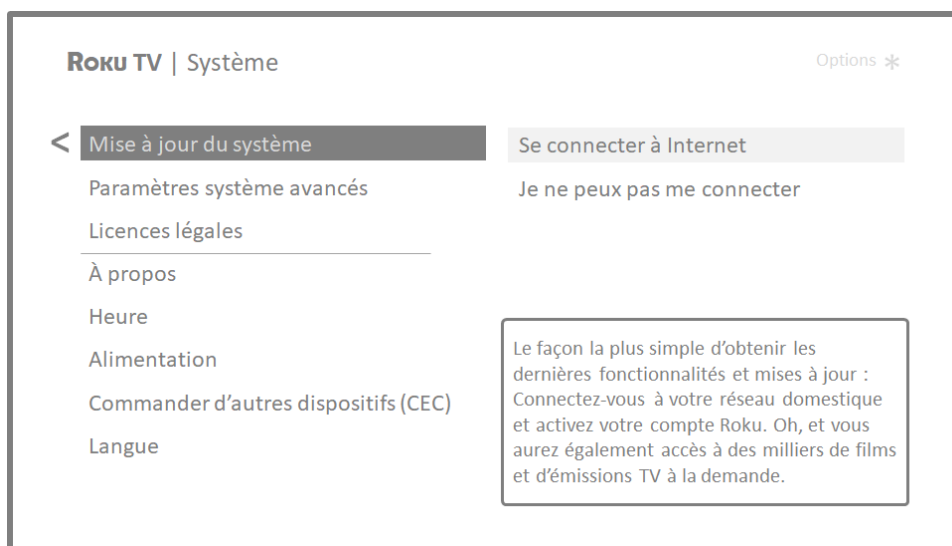 Roku TV | Système
Options *
< Mise à jour du système
Paramètres système avancés
Licences légales
À propos
Heure
Alimentation
Commander d'autres dispositifs (CEC)
Langue
Se connecter à Internet
Je ne peux pas me connecter
Le façon la plus simple d'obtenir les
dernières fonctionnalités et mises à jour :
Connectez-vous à votre réseau domestique
et activez votre compte Roku. Oh, et vous
aurez également accès à des milliers de films
et d'émissions TV à la demande.